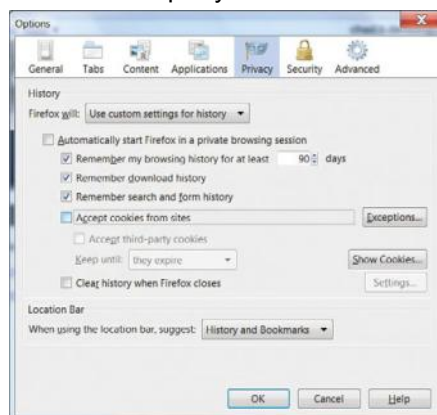 Options
General Tabs Content Applications Privacy Security Advanced
History
Firefox will: Use custom settings for history
Automatically start Firefox in a private browsing session
Remember my browsing history for at least 90 days
Remember download history
Remember search and form history
Accept cookies from sites Exceptions...
Accept third-party cookies
Keep until: they expire Show Cookies...
Clear history when Firefox closes Settings...
Location Bar
When using the location bar, suggest: History and Bookmarks
OK Cancel Help